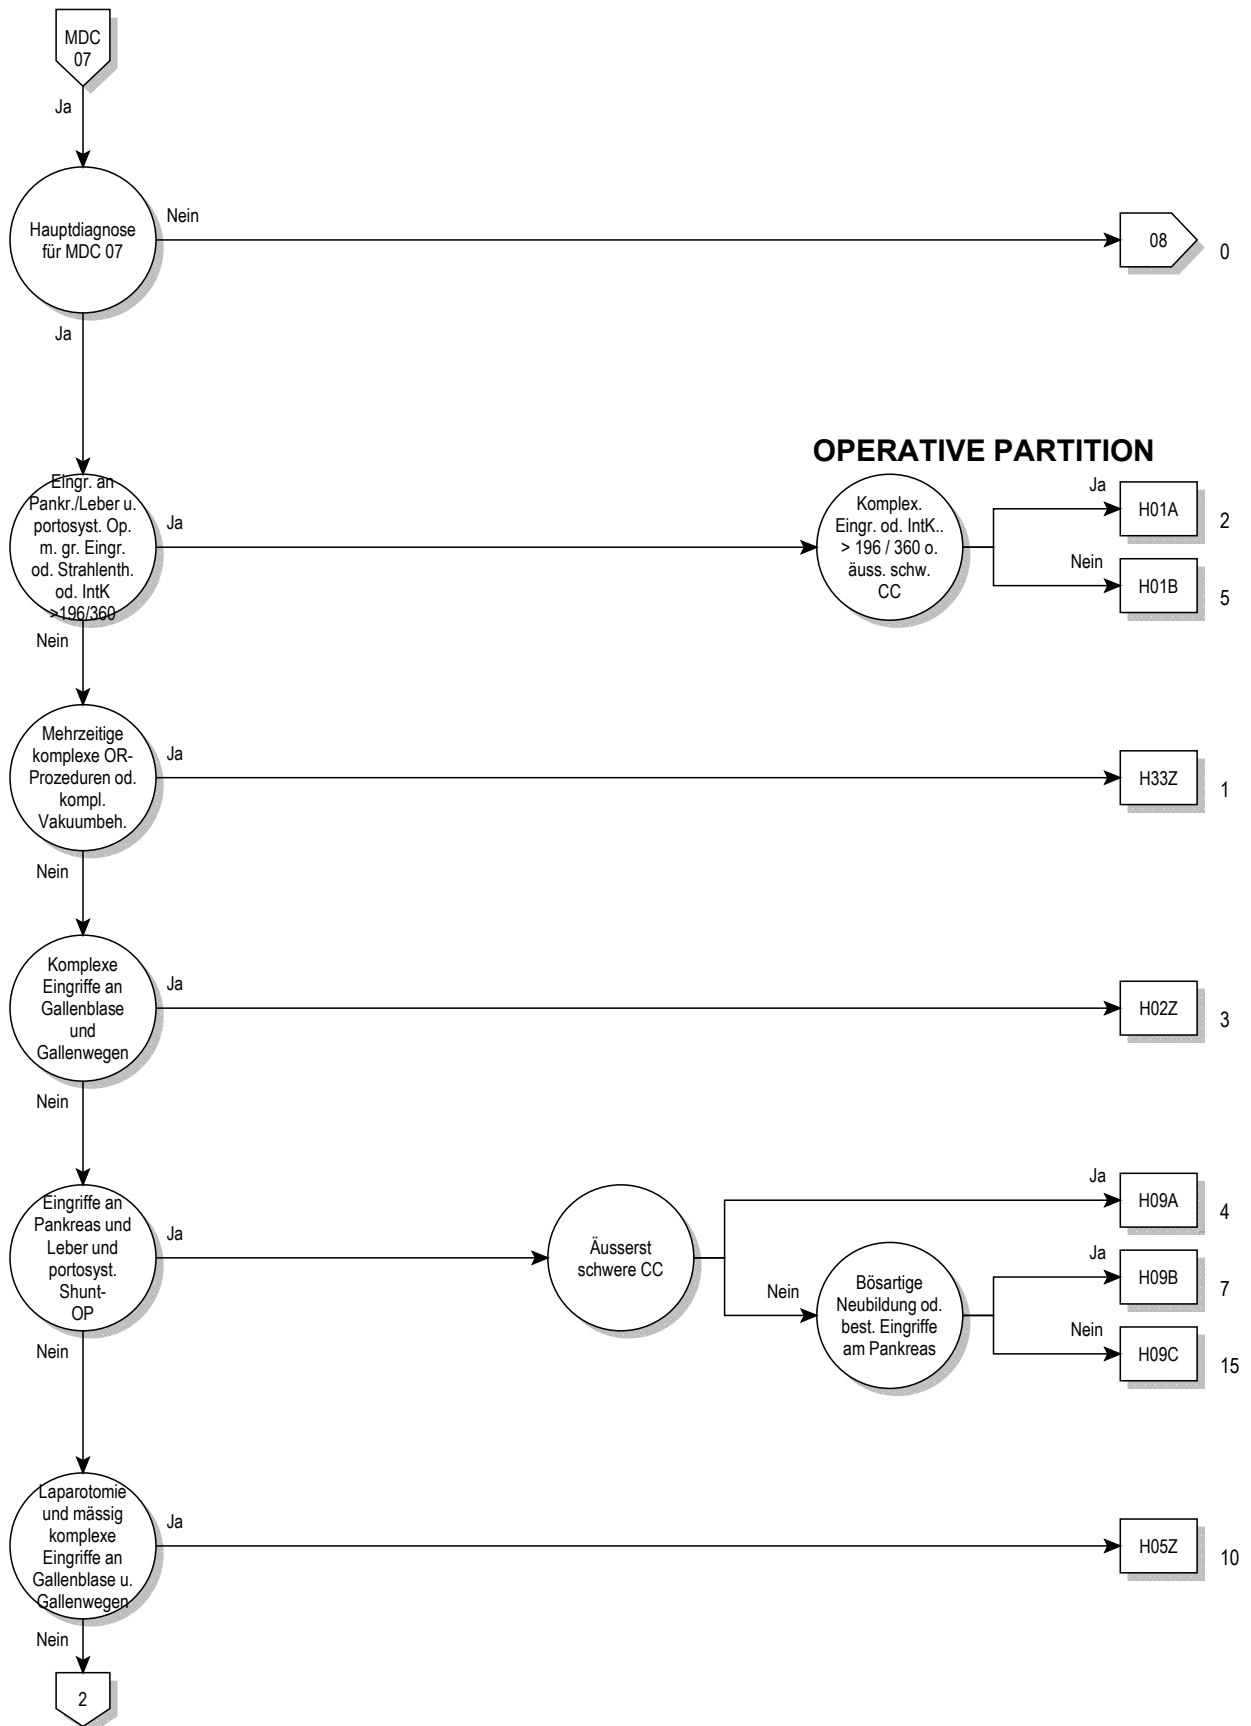 MDC
07
Ja
Hauptdiagnose
für MDC 07
Nein
08
0
Ja
OPERATIVE PARTITION
Eingr. an
Pankr./Leber u.
portosyst. Op.
m. gr. Eingr.
od. Strahlenth.
od. IntK
>196/360
Ja
Komplex.
Eingr. od. IntK..
> 196 / 360 o.
äuss. schw.
CC
Ja
H01A
2
Nein
H01B
5
Nein
Mehrzeitige
komplexe OR-
Prozeduren od.
kompl.
Vakuumbeh.
Ja
H33Z
1
Nein
Komplexe
Eingriffe an
Gallenblase
und
Gallenwegen
Ja
H02Z
3
Nein
Eingriffe an
Pankreas und
Leber und
portosyst.
Shunt-
OP
Ja
Äusserst
schwere CC
Ja
H09A
4
Nein
Bösartige
Neubildung od.
best. Eingriffe
am Pankreas
Ja
H09B
7
Nein
H09C
15
Nein
Laparotomie
und mässig
komplexe
Eingriffe an
Gallenblase u.
Gallenwegen
Ja
H05Z
10
Nein
2